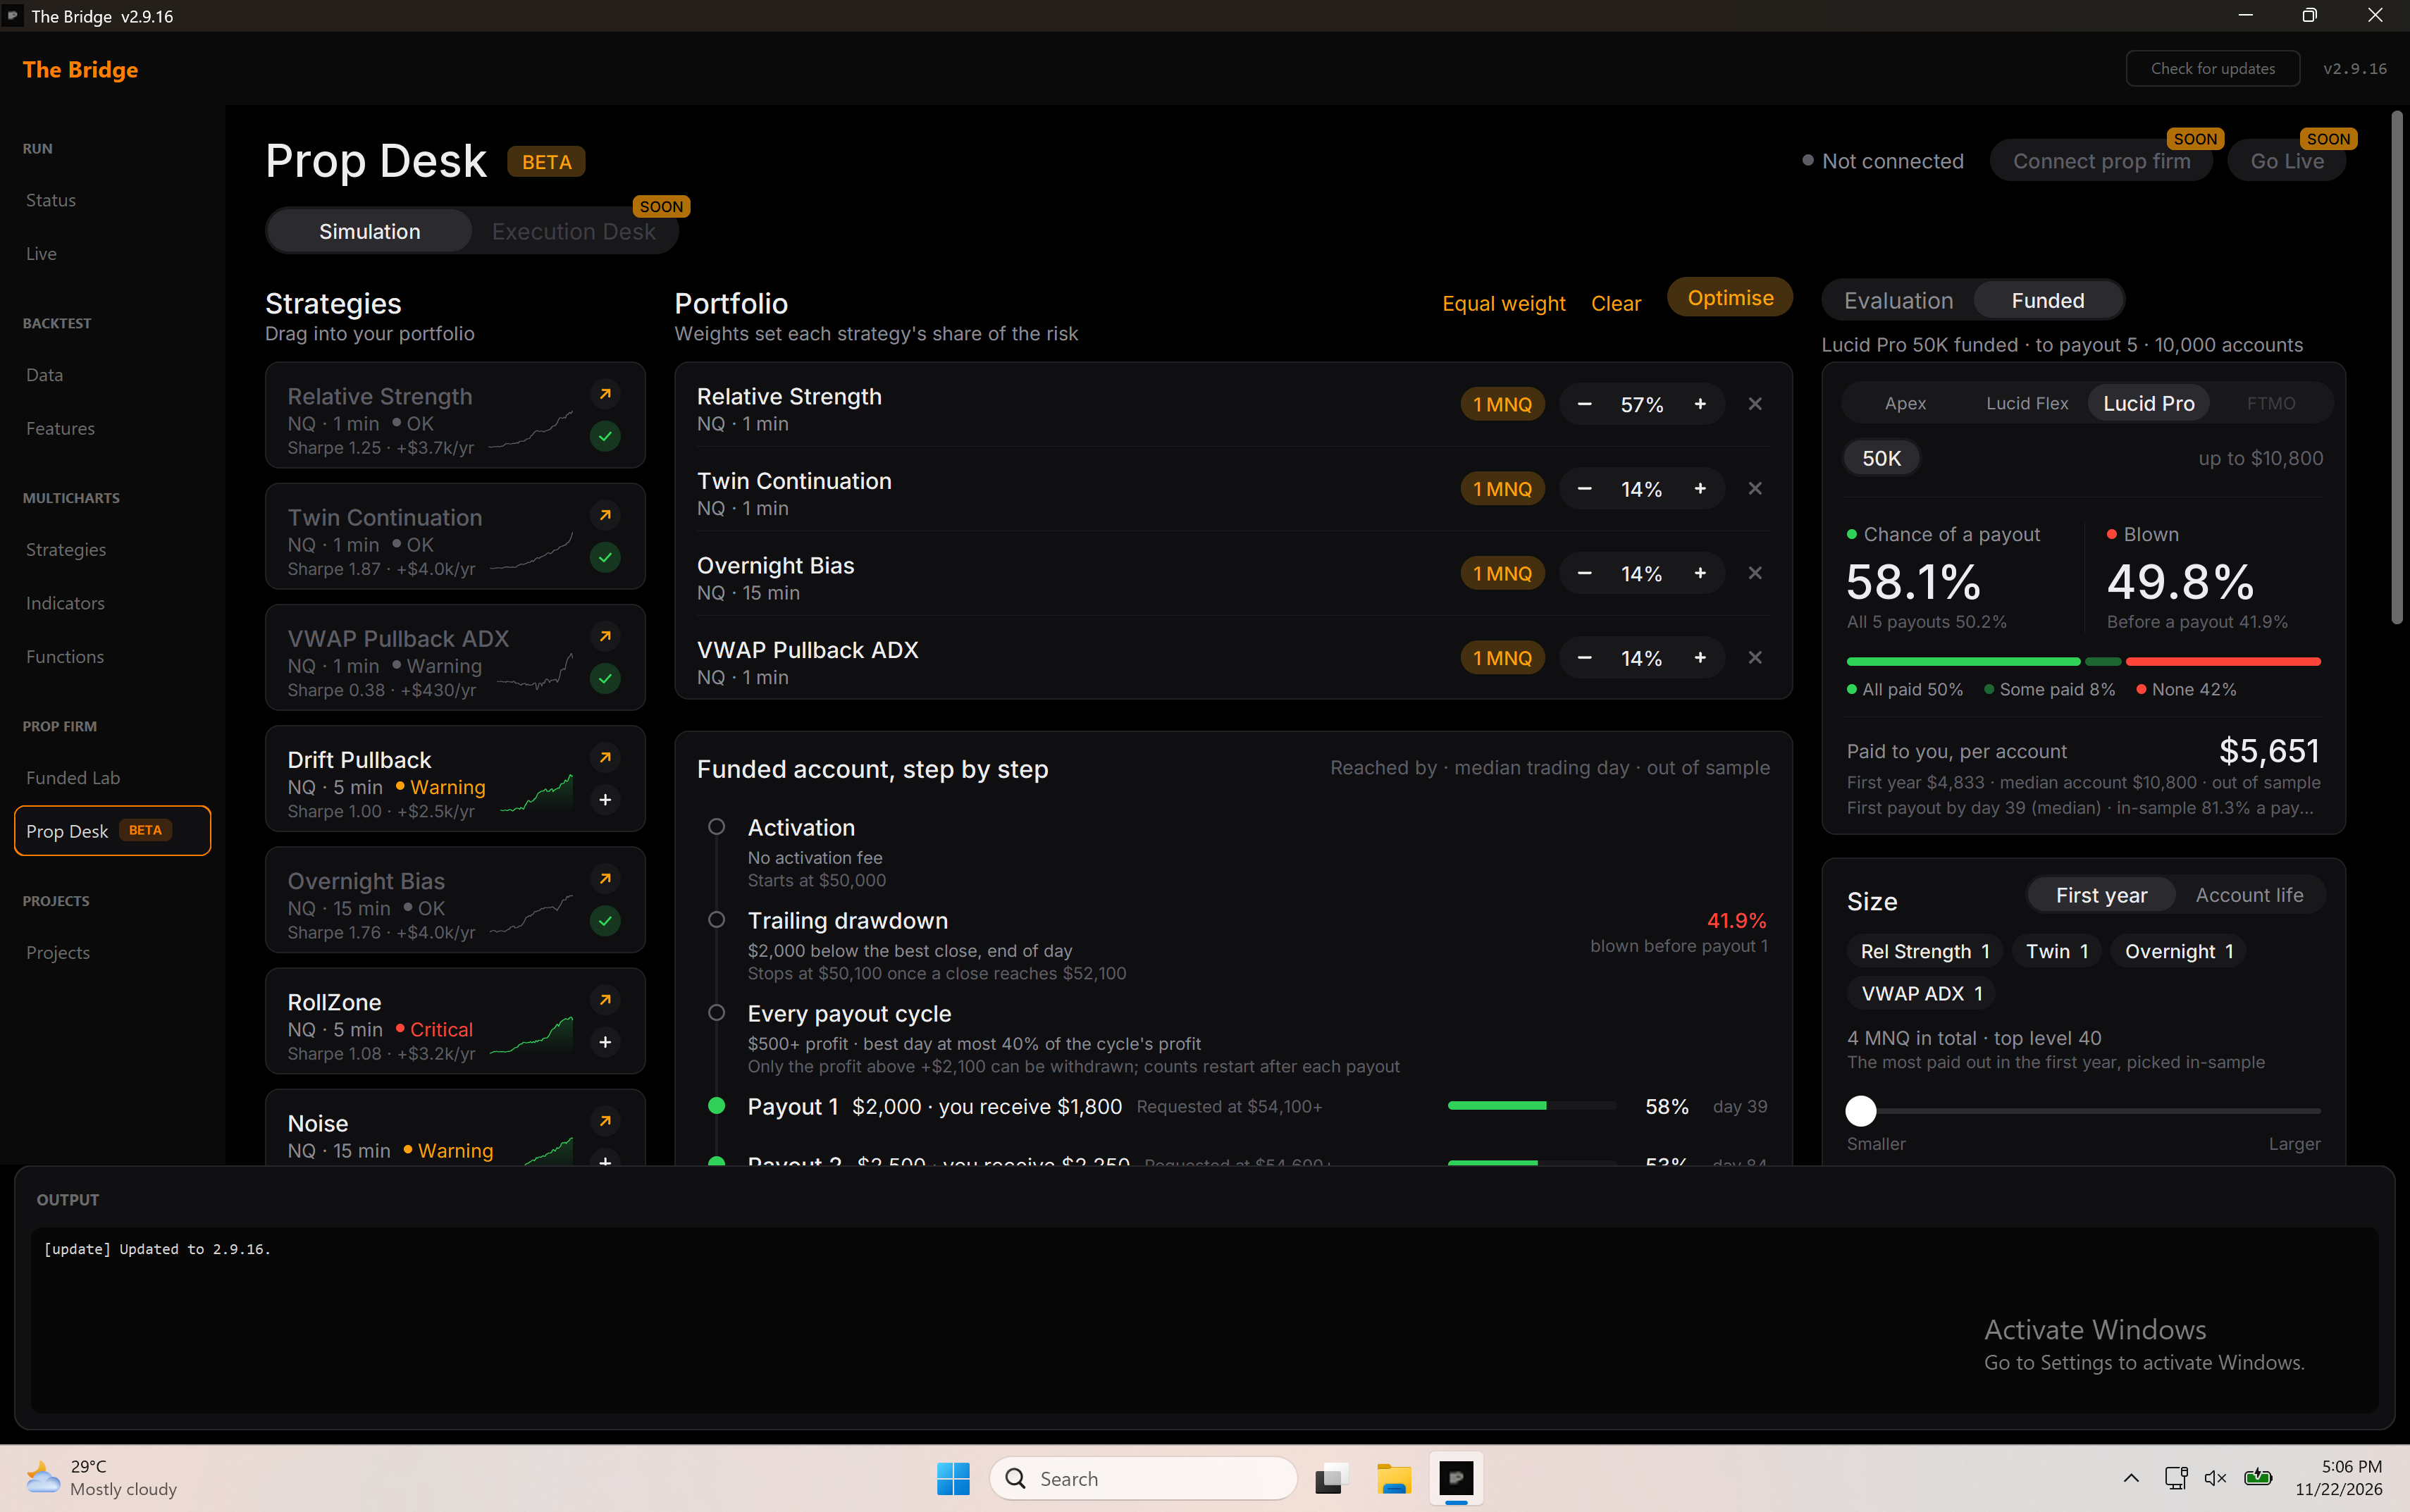 The Bridge v2.9.16
The Bridge
Check for updates
v2.9.16
RUN
Status
Live
BACKTEST
Data
Features
MULTICHARTS
Strategies
Indicators
Functions
PROP FIRM
Funded Lab
Prop Desk BETA
PROJECTS
Projects
Prop Desk BETA
Not connected
Connect prop firm
SOON
Go Live
SOON
Simulation
Execution Desk
SOON
Strategies
Drag into your portfolio
Relative Strength
NQ · 1 min OK
Sharpe 1.25 · +$3.7k/yr
Twin Continuation
NQ · 1 min OK
Sharpe 1.87 · +$4.0k/yr
VWAP Pullback ADX
NQ · 1 min Warning
Sharpe 0.38 · +$430/yr
Drift Pullback
NQ · 5 min Warning
Sharpe 1.00 · +$2.5k/yr
Overnight Bias
NQ · 15 min OK
Sharpe 1.76 · +$4.0k/yr
RollZone
NQ · 5 min Critical
Sharpe 1.08 · +$3.2k/yr
Noise
NQ · 15 min Warning
Portfolio
Weights set each strategy's share of the risk
Equal weight
Clear
Optimise
Relative Strength
NQ · 1 min
1 MNQ − 57% + ×
Twin Continuation
NQ · 1 min
1 MNQ − 14% + ×
Overnight Bias
NQ · 15 min
1 MNQ − 14% + ×
VWAP Pullback ADX
NQ · 1 min
1 MNQ − 14% + ×
Funded account, step by step
Reached by · median trading day · out of sample
Activation
No activation fee
Starts at $50,000
Trailing drawdown
$2,000 below the best close, end of day
Stops at $50,100 once a close reaches $52,100
41.9%
blown before payout 1
Every payout cycle
$500+ profit · best day at most 40% of the cycle's profit
Only the profit above +$2,100 can be withdrawn; counts restart after each payout
Payout 1 $2,000 · you receive $1,800 Requested at $54,100+ 58% day 39
Payout 2 $2,500 · you receive $2,250 Requested at $54,600+ 53% day 84
Evaluation
Funded
Lucid Pro 50K funded · to payout 5 · 10,000 accounts
Apex
Lucid Flex
Lucid Pro
FTMO
50K
up to $10,800
Chance of a payout
58.1%
All 5 payouts 50.2%
Blown
49.8%
Before a payout 41.9%
All paid 50% Some paid 8% None 42%
Paid to you, per account $5,651
First year $4,833 · median account $10,800 · out of sample
First payout by day 39 (median) · in-sample 81.3% a pay...
Size
First year
Account life
Rel Strength 1
Twin 1
Overnight 1
VWAP ADX 1
4 MNQ in total · top level 40
The most paid out in the first year, picked in-sample
Smaller
Larger
OUTPUT
[update] Updated to 2.9.16.
Activate Windows
Go to Settings to activate Windows.
29°C
Mostly cloudy
Search
5:06 PM
11/22/2026